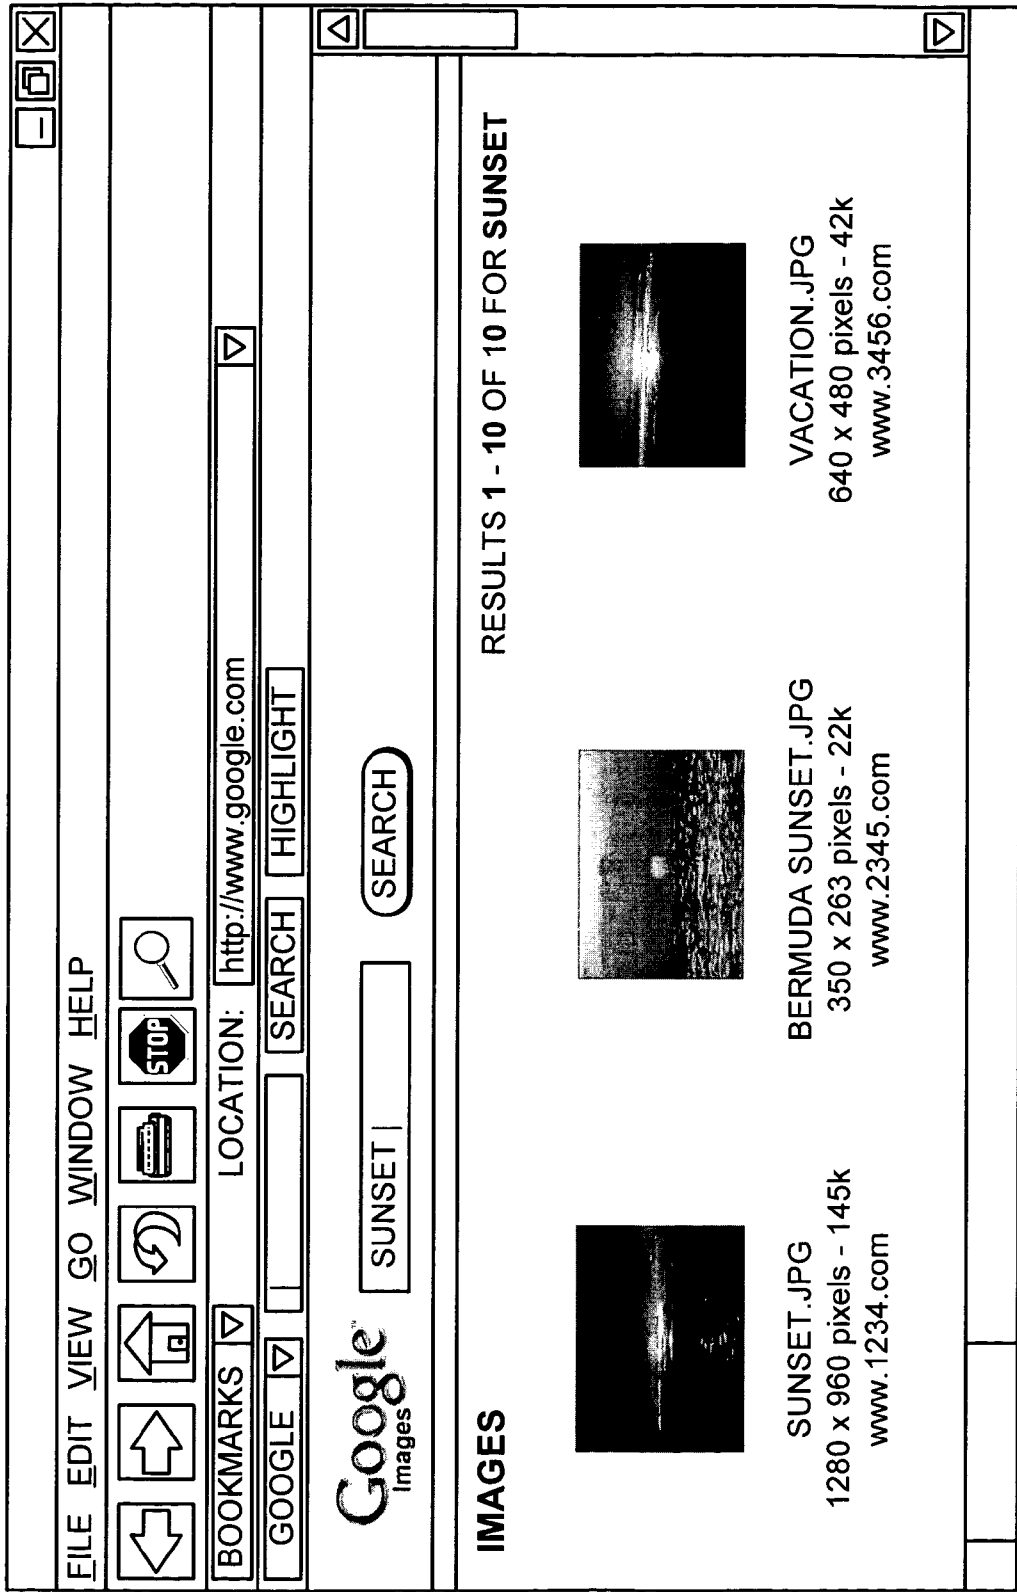 FILE EDIT VIEW GO WINDOW HELP
STOP
BOOKMARKS LOCATION: http://www.google.com
GOOGLE SEARCH HIGHLIGHT
Google™ SUNSET SEARCH
Images
RESULTS 1 - 10 OF 10 FOR SUNSET
IMAGES
SUNSET.JPG
1280 x 960 pixels - 145k
www.1234.com
BERMUDA SUNSET.JPG
350 x 263 pixels - 22k
www.2345.com
VACATION.JPG
640 x 480 pixels - 42k
www.3456.com